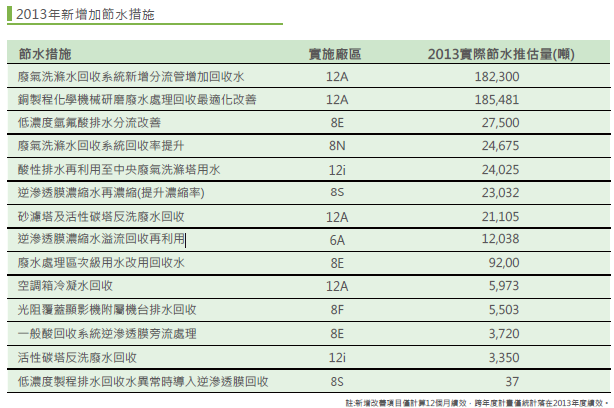 2013年新增加節水措施
節水措施 實施廠區 2013實際節水推估量(噸)
廢氣洗滌水回收系統新增分流管增加回收水 12A 182,300
銅製程化學機械研磨廢水處理回收最適化改善 12A 185,481
低濃度氫氟酸排水分流改善 8E 27,500
廢氣洗滌水回收系統回收率提升 8N 24,675
酸性排水再利用至中央廢氣洗滌塔用水 12i 24,025
逆滲透膜濃縮水再濃縮(提升濃縮率) 8S 23,032
砂濾塔及活性碳塔反洗廢水回收 12A 21,105
逆滲透膜濃縮水溢流回收再利用 6A 12,038
廢水處理區次級用水改用回收水 8E 92,00
空調箱冷凝水回收 12A 5,973
光阻覆蓋顯影機附屬機台排水回收 8F 5,503
一般酸回收系統逆滲透膜旁流處理 8E 3,720
活性碳塔反洗廢水回收 12i 3,350
低濃度製程排水回收水異常時導入逆滲透膜回收 8S 37
註:新增改善項目僅計算12個月績效，跨年度計畫僅統計落在2013年度績效。